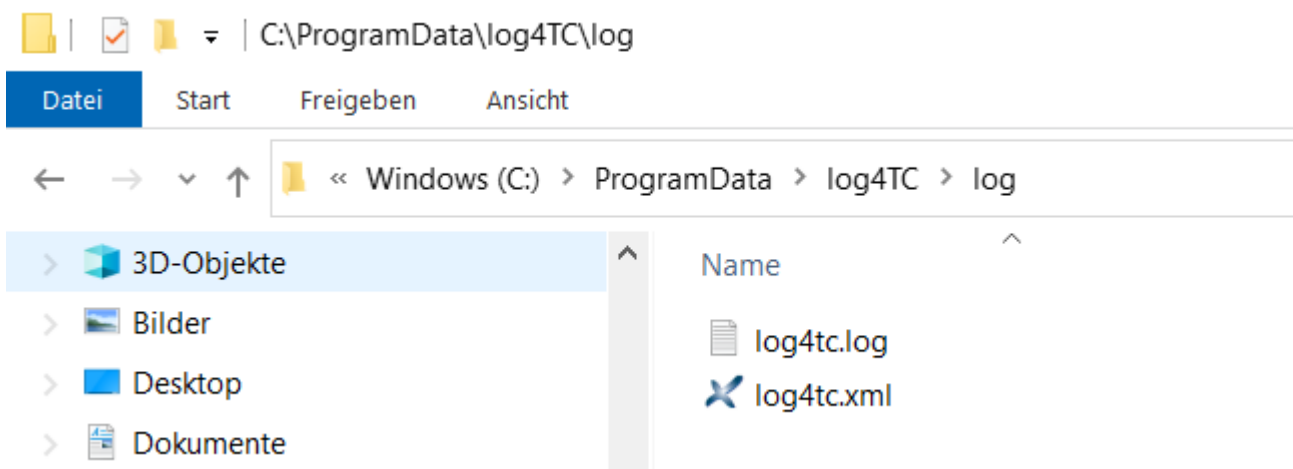 C:\ProgramData\log4TC\log
Datei Start Freigeben Ansicht
« Windows (C:) > ProgramData > log4TC > log
3D-Objekte
Bilder
Desktop
Dokumente
Name
log4tc.log
log4tc.xml